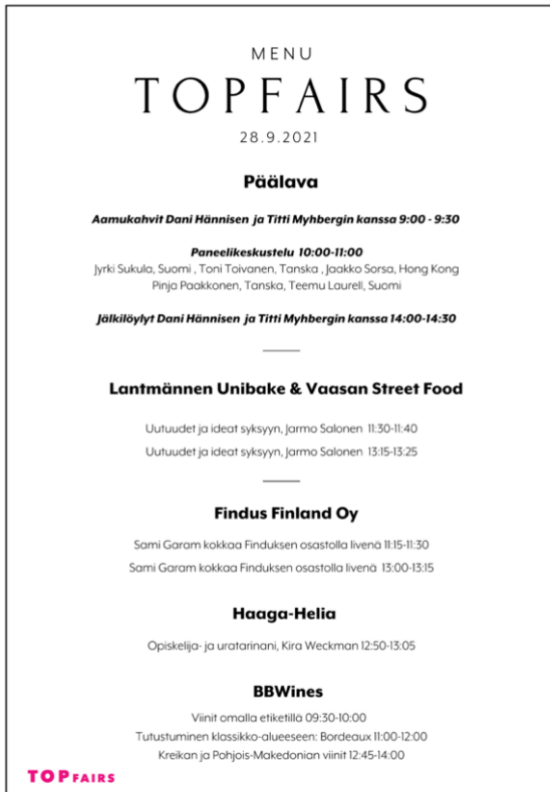 MENU
TOPFAIRS
28.9.2021
Päälava
Aamukahvit Dani Hännisen ja Titti Myhbergin kanssa 9:00 - 9:30
Paneelikeskustelu 10:00-11:00
Jyrki Sukula, Suomi , Toni Toivanen, Tanska , Jaakko Sorsa, Hong Kong
Pinja Paakkonen, Tanska, Teemu Laurell, Suomi
Jälkilöylyt Dani Hännisen ja Titti Myhbergin kanssa 14:00-14:30
Lantmännen Unibake & Vaasan Street Food
Uutuudet ja ideat syksyyn, Jarmo Salonen 11:30-11:40
Uutuudet ja ideat syksyyn, Jarmo Salonen 13:15-13:25
Findus Finland Oy
Sami Garam kokkaa Finduksen osastolla livenä 11:15-11:30
Sami Garam kokkaa Finduksen osastolla livenä 13:00-13:15
Haaga-Helia
Opiskelija- ja uratarinani, Kira Weckman 12:50-13:05
BBWines
Viinit omalla etiketillä 09:30-10:00
Tutustuminen klassikko-alueeseen: Bordeaux 11:00-12:00
Kreikan ja Pohjois-Makedonian viinit 12:45-14:00
TOPFAIRS